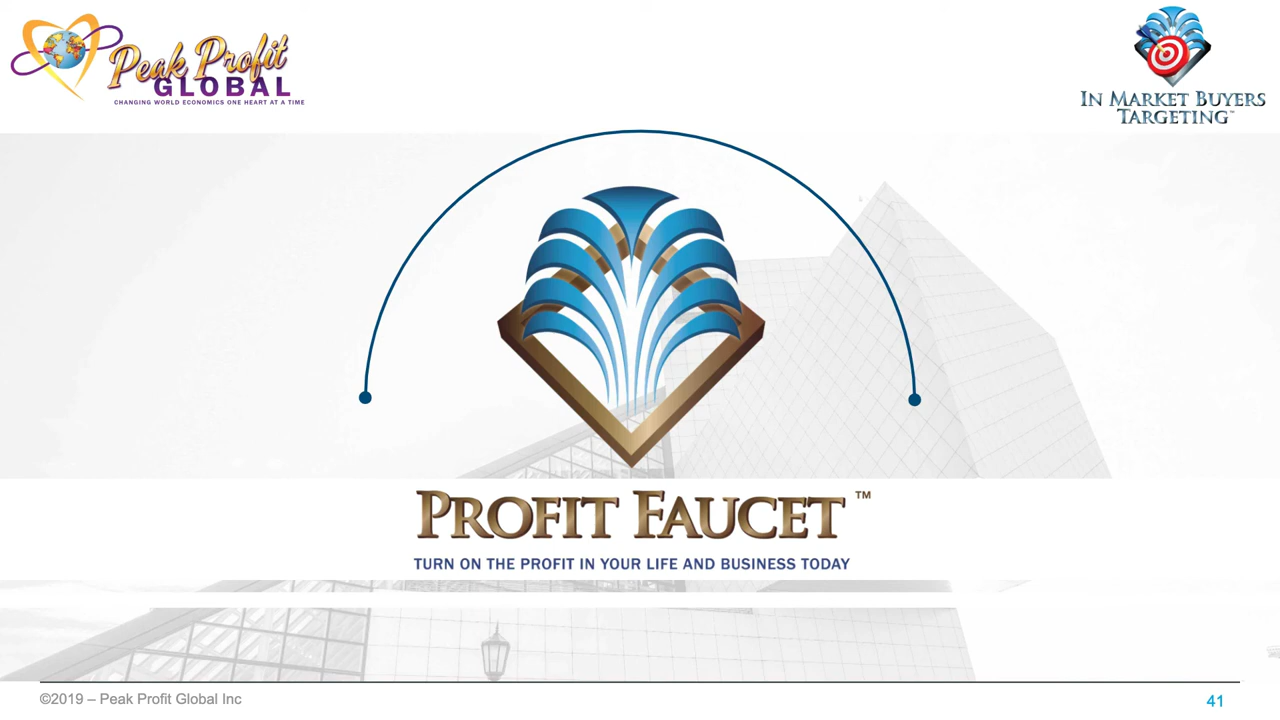 Peak Profit
GLOBAL
CHANGING WORLD ECONOMICS ONE HEART AT A TIME
IN MARKET BUYERS
TARGETING™
PROFIT FAUCET™
TURN ON THE PROFIT IN YOUR LIFE AND BUSINESS TODAY
©2019 – Peak Profit Global Inc
41